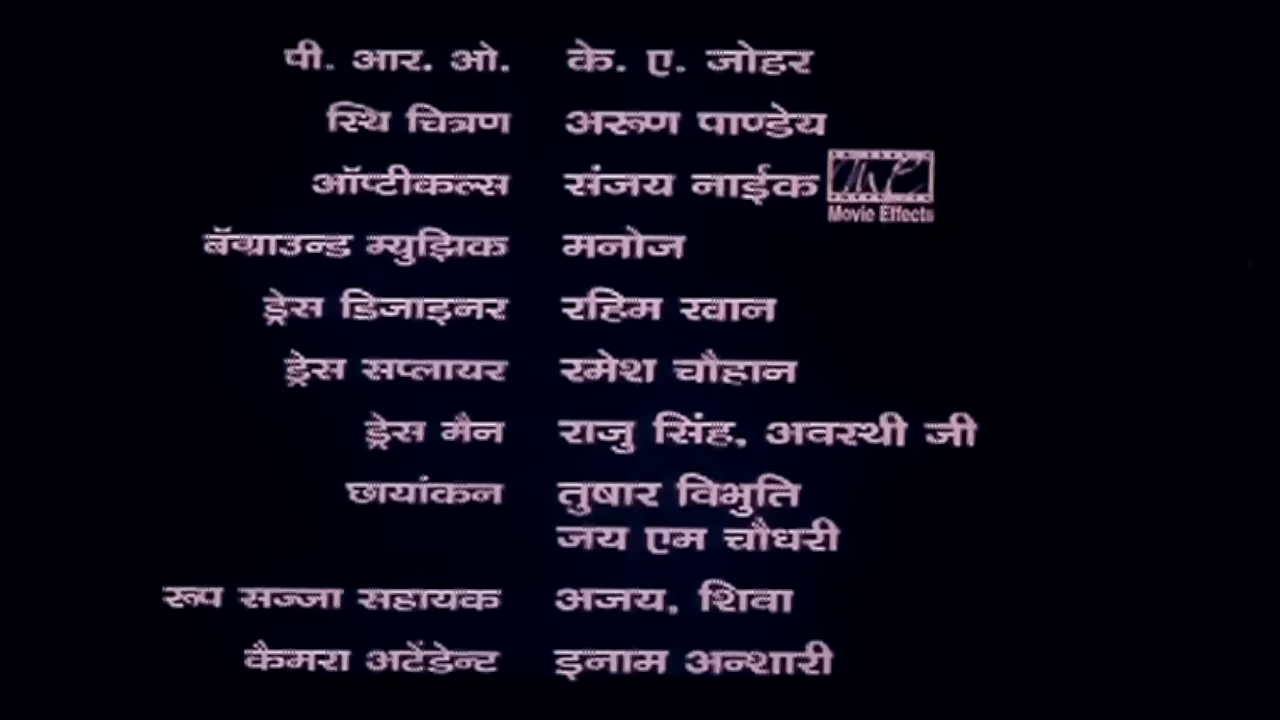 पी. आर. ओ. के. ए. जोहर
स्थि चित्रण अरूण पाण्डेय
ऑप्टीकल्स संजय नाईक
Movie Effects
बॅग्राउन्ड म्युझिक मनोज
ड्रेस डिजाइनर रहिम खान
ड्रेस सप्लायर रमेश चौहान
ड्रेस मैन राजु सिंह, अवस्थी जी
छायांकन तुषार विभुति
जय एम चौधरी
रूप सज्जा सहायक अजय, शिवा
कैमरा अटेंडेन्ट इनाम अन्शारी